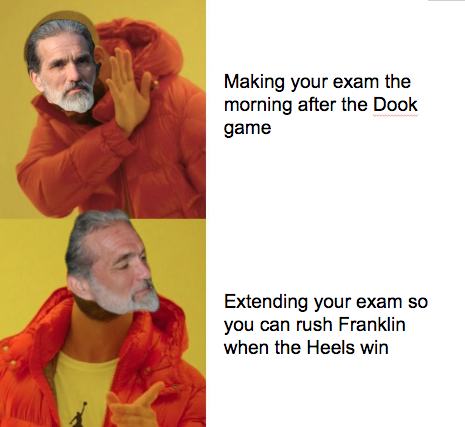 Making your exam the
morning after the Dook
game
Extending your exam so
you can rush Franklin
when the Heels win